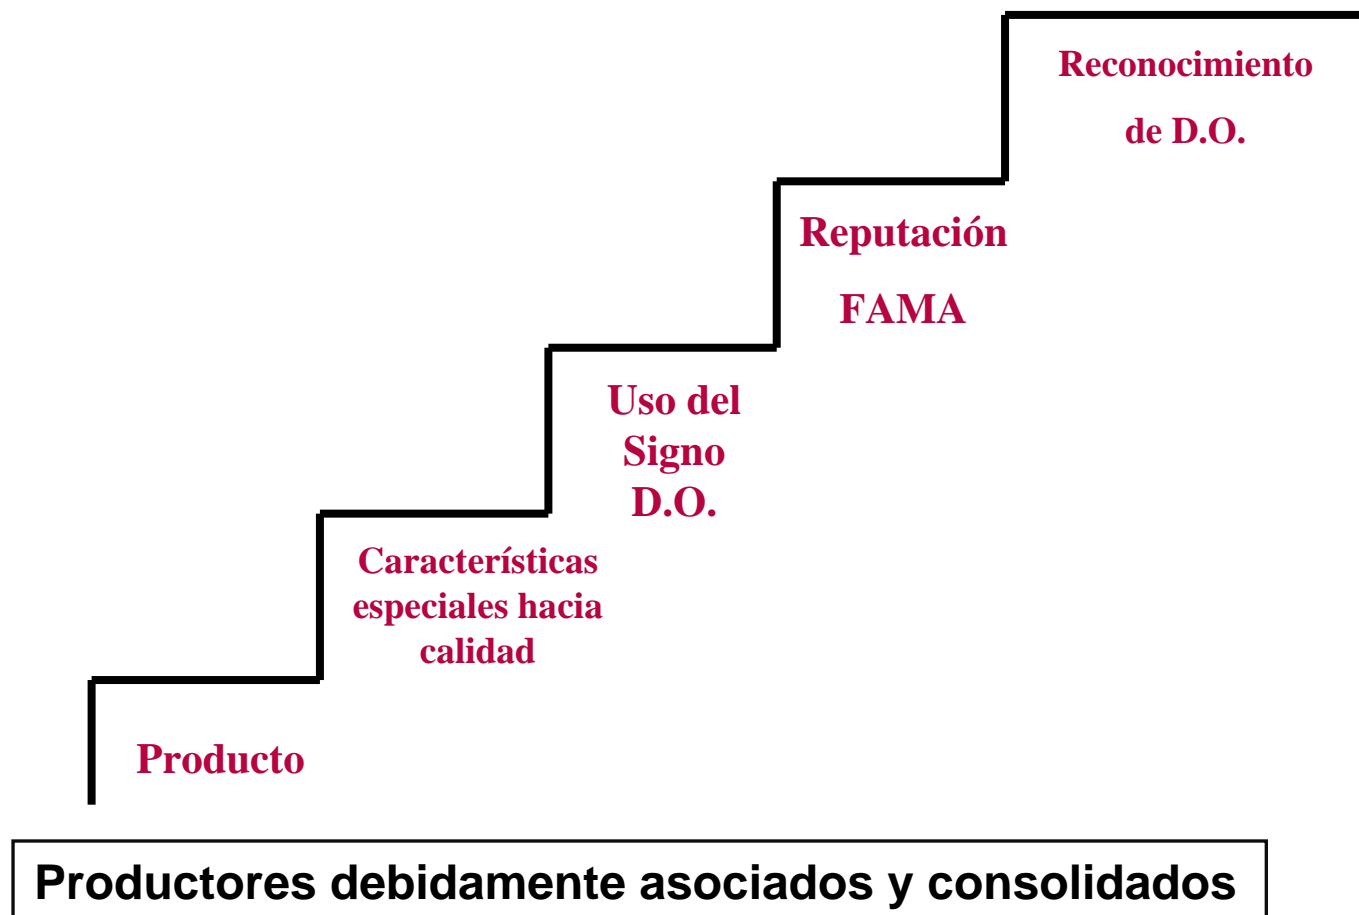 Reconocimiento
de D.O.
Reputación
FAMA
Uso del
Signo
D.O.
Características
especiales hacia
calidad
Producto
Productores debidamente asociados y consolidados